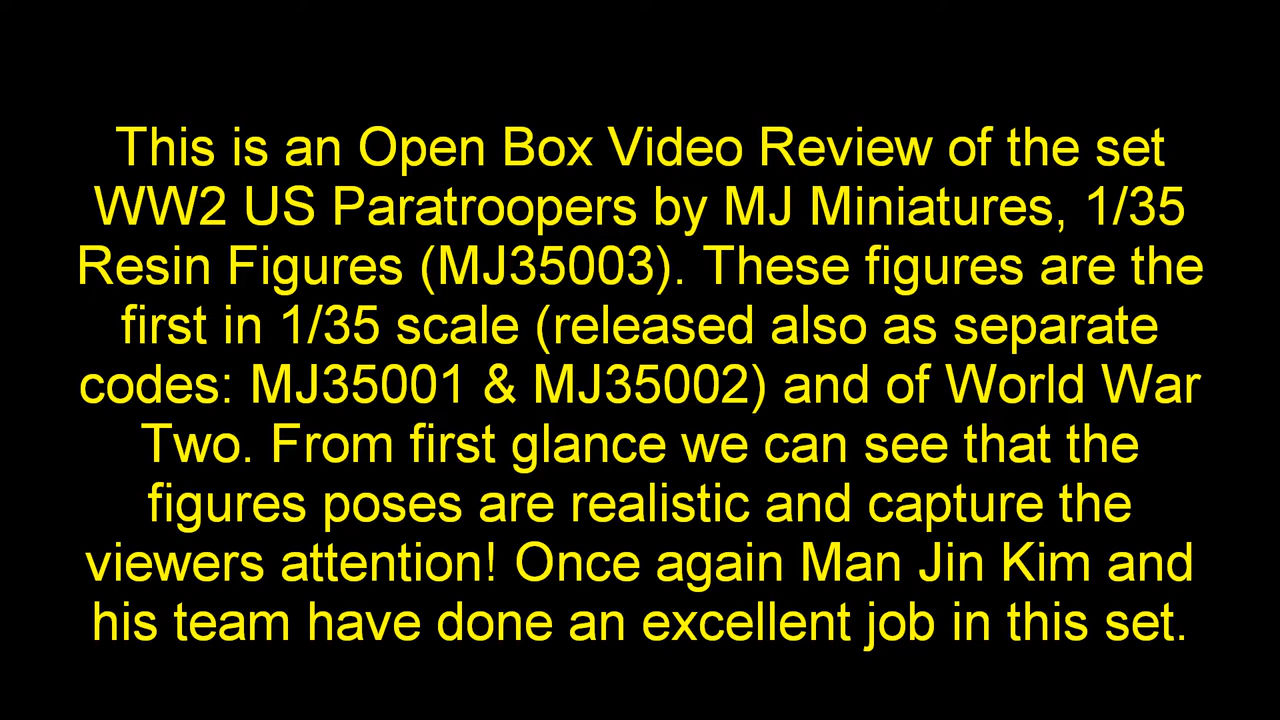 This is an Open Box Video Review of the set
WW2 US Paratroopers by MJ Miniatures, 1/35
Resin Figures (MJ35003). These figures are the
first in 1/35 scale (released also as separate
codes: MJ35001 & MJ35002) and of World War
Two. From first glance we can see that the
figures poses are realistic and capture the
viewers attention! Once again Man Jin Kim and
his team have done an excellent job in this set.